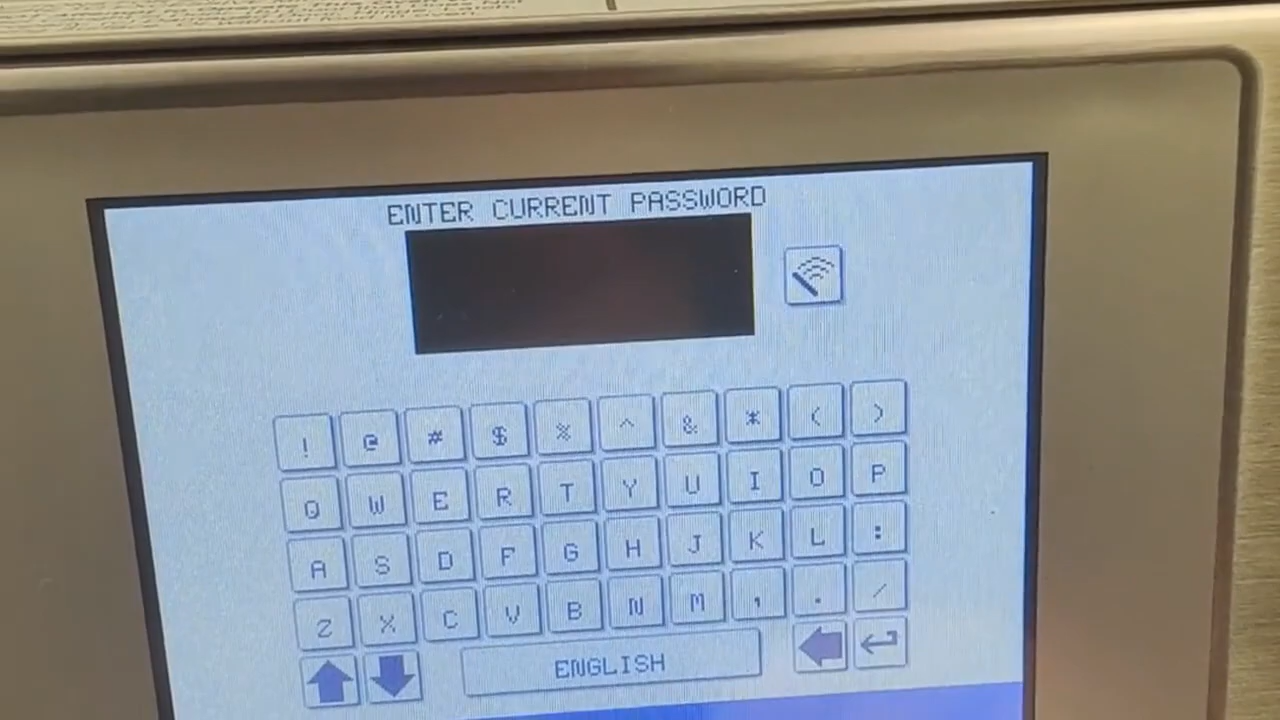 ENTER CURRENT PASSWORD
! @ # $ % ^ & * ( )
Q W E R T Y U I O P
A S D F G H J K L :
Z X C V B N M , . /
ENGLISH